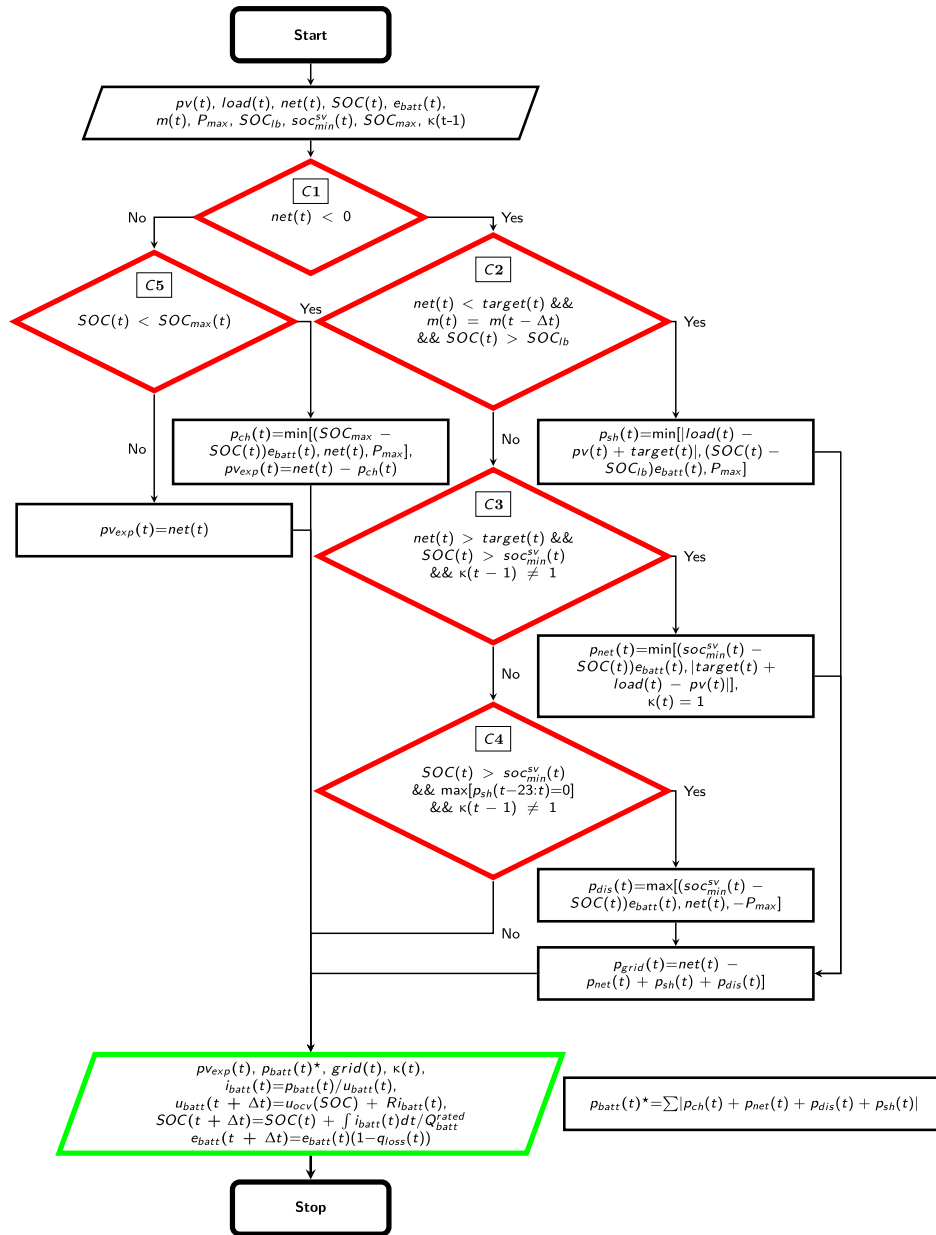 Start
pv(t), load(t), net(t), SOC(t), e_batt(t),
m(t), P_max, SOC_lb, soc^sv_min(t), SOC_max, κ(t-1)
C1
net(t) < 0
No
Yes
C5
SOC(t) < SOC_max(t)
Yes
No
C2
net(t) < target(t) &&
m(t) = m(t − Δt)
&& SOC(t) > SOC_lb
Yes
No
p_ch(t)=min[(SOC_max −
SOC(t))e_batt(t), net(t), P_max],
pv_exp(t)=net(t) − p_ch(t)
p_sh(t)=min[|load(t) −
pv(t) + target(t)|, (SOC(t) −
SOC_lb)e_batt(t), P_max]
pv_exp(t)=net(t)
C3
net(t) > target(t) &&
SOC(t) > soc^sv_min(t)
&& κ(t − 1) ≠ 1
Yes
No
p_net(t)=min[(soc^sv_min(t) −
SOC(t))e_batt(t), |target(t) +
load(t) − pv(t)|],
κ(t) = 1
C4
SOC(t) > soc^sv_min(t)
&& max[p_sh(t−23:t)=0]
&& κ(t − 1) ≠ 1
Yes
No
p_dis(t)=max[(soc^sv_min(t) −
SOC(t))e_batt(t), net(t), −P_max]
p_grid(t)=net(t) −
p_net(t) + p_sh(t) + p_dis(t)]
pv_exp(t), p_batt(t)*, grid(t), κ(t),
i_batt(t)=p_batt(t)/u_batt(t),
u_batt(t + Δt)=u_ocv(SOC) + Ri_batt(t),
SOC(t + Δt)=SOC(t) + ∫ i_batt(t)dt/Q^rated_batt
e_batt(t + Δt)=e_batt(t)(1-q_loss(t))
p_batt(t)*=∑|p_ch(t) + p_net(t) + p_dis(t) + p_sh(t)|
Stop